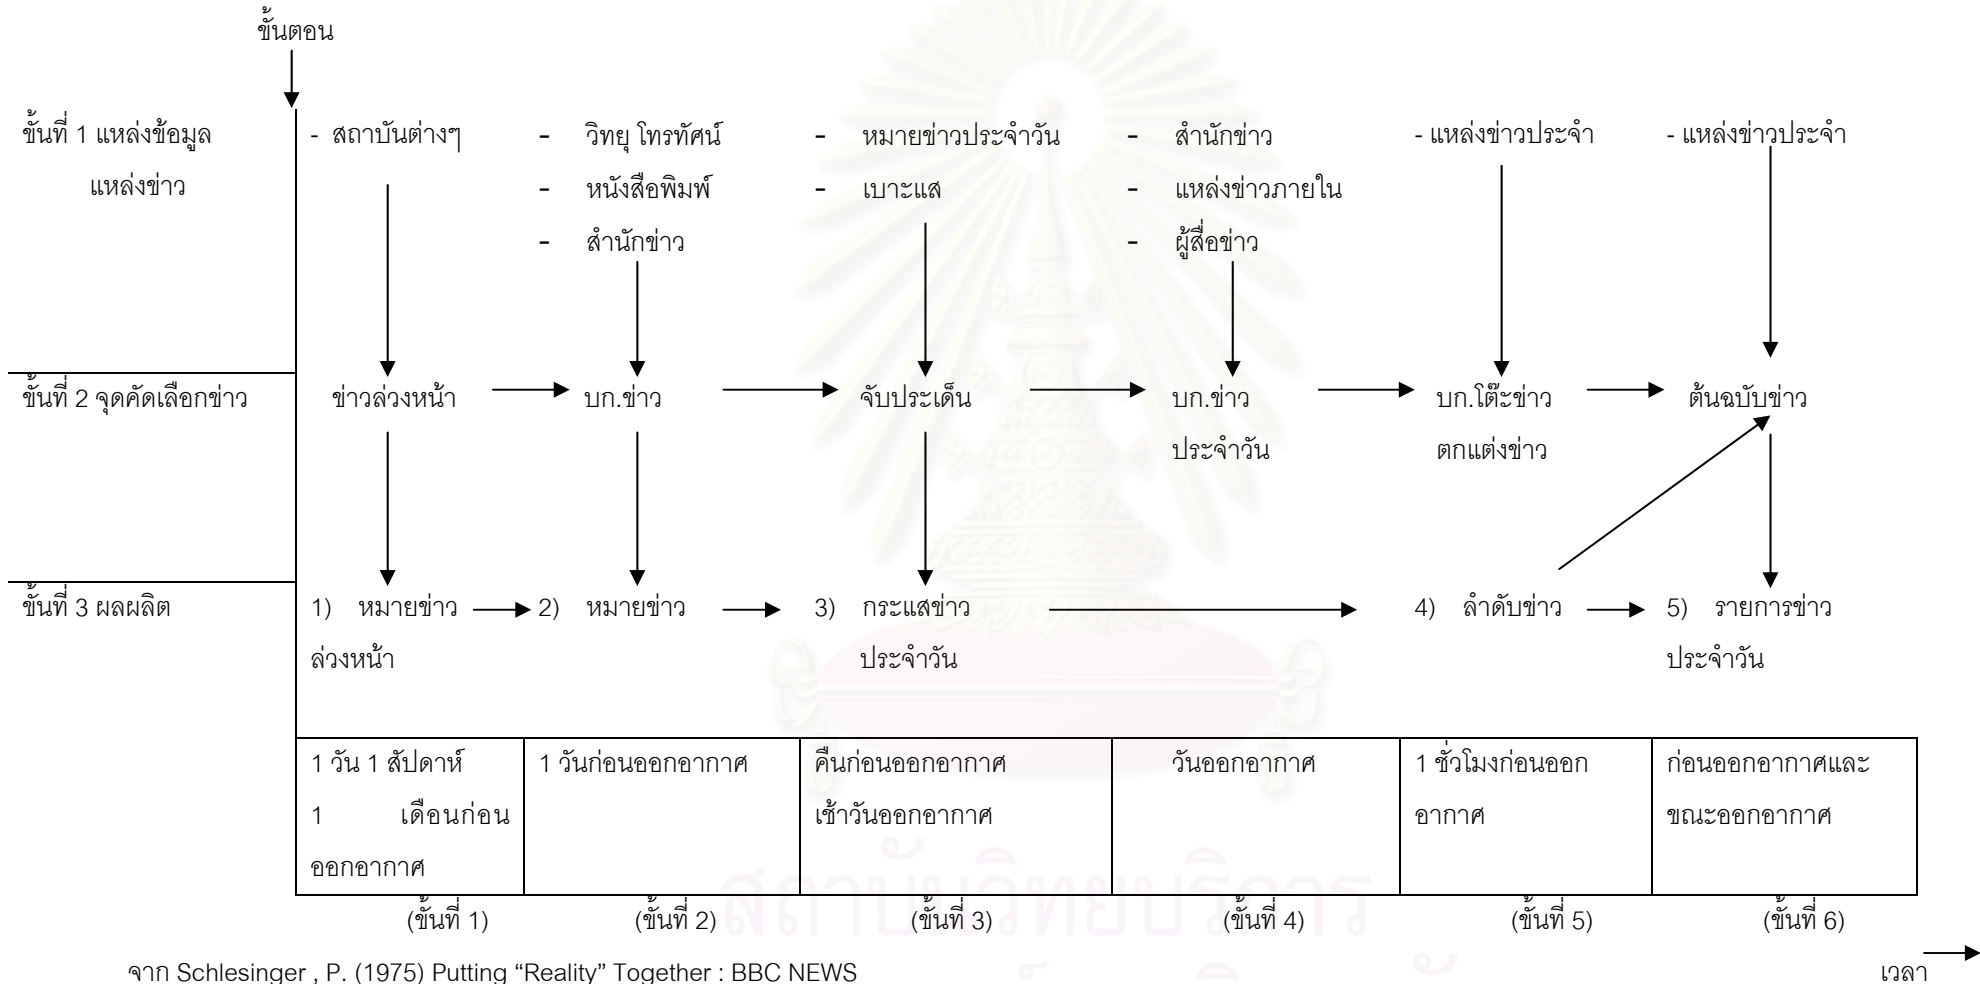 ขั้นตอน
ขั้นที่ 1 แหล่งข้อมูล - สถาบันต่างๆ - วิทยุ โทรทัศน์ - หมายข่าวประจำวัน - สำนักข่าว - แหล่งข่าวประจำ - แหล่งข่าวประจำ
แหล่งข่าว - หนังสือพิมพ์ - เบาะแส - แหล่งข่าวภายใน
- สำนักข่าว - ผู้สื่อข่าว
ขั้นที่ 2 จุดคัดเลือกข่าว ข่าวล่วงหน้า บก.ข่าว จับประเด็น บก.ข่าว บก.โต๊ะข่าว ต้นฉบับข่าว
ประจำวัน ตกแต่งข่าว
ขั้นที่ 3 ผลผลิต 1) หมายข่าว 2) หมายข่าว 3) กระแสข่าว 4) ลำดับข่าว 5) รายการข่าว
ล่วงหน้า ประจำวัน ประจำวัน
1 วัน 1 สัปดาห์ 1 วันก่อนออกอากาศ คืนก่อนออกอากาศ วันออกอากาศ 1 ชั่วโมงก่อนออก ก่อนออกอากาศและ
1 เดือนก่อน เช้าวันออกอากาศ อากาศ ขณะออกอากาศ
ออกอากาศ
(ขั้นที่ 1) (ขั้นที่ 2) (ขั้นที่ 3) (ขั้นที่ 4) (ขั้นที่ 5) (ขั้นที่ 6)
สถาบันวิทยบริการ
จาก Schlesinger , P. (1975) Putting “Reality” Together : BBC NEWS เวลา